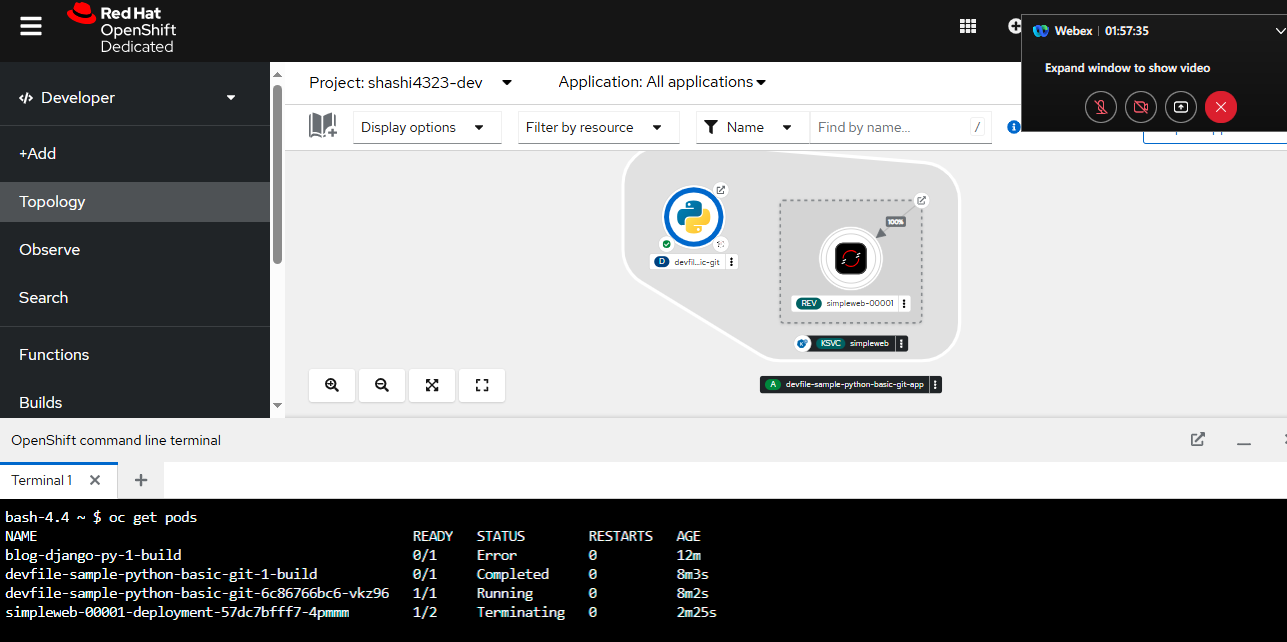 Red Hat
OpenShift
Dedicated
Webex | 01:57:35
Expand window to show video
Developer
+Add
Topology
Observe
Search
Functions
Builds
Project: shashi4323-dev
Application: All applications
Display options
Filter by resource
Name
Find by name...
/
D devfil...ic-git
100%
REV simpleweb-00001
KSVC simpleweb
A devfile-sample-python-basic-git-app
OpenShift command line terminal
Terminal 1
bash-4.4 ~ $ oc get pods
NAME READY STATUS RESTARTS AGE
blog-django-py-1-build 0/1 Error 0 12m
devfile-sample-python-basic-git-1-build 0/1 Completed 0 8m3s
devfile-sample-python-basic-git-6c86766bc6-vkz96 1/1 Running 0 8m2s
simpleweb-00001-deployment-57dc7bfff7-4pmmm 1/2 Terminating 0 2m25s